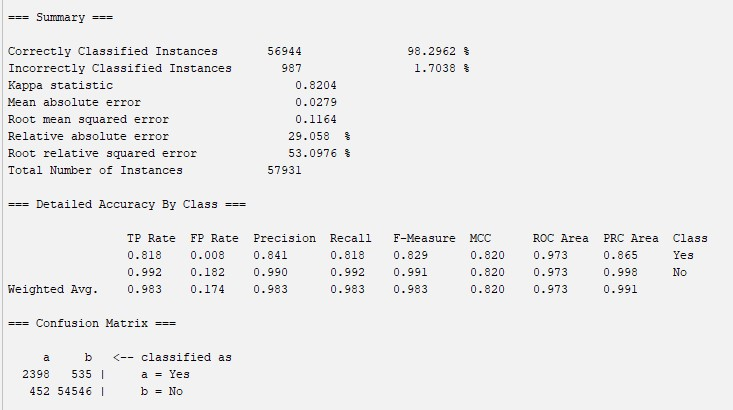 === Summary ===
Correctly Classified Instances 56944 98.2962 %
Incorrectly Classified Instances 987 1.7038 %
Kappa statistic 0.8204
Mean absolute error 0.0279
Root mean squared error 0.1164
Relative absolute error 29.058 %
Root relative squared error 53.0976 %
Total Number of Instances 57931
=== Detailed Accuracy By Class ===
TP Rate FP Rate Precision Recall F-Measure MCC ROC Area PRC Area Class
0.818 0.008 0.841 0.818 0.829 0.820 0.973 0.865 Yes
0.992 0.182 0.990 0.992 0.991 0.820 0.973 0.998 No
Weighted Avg. 0.983 0.174 0.983 0.983 0.983 0.820 0.973 0.991
=== Confusion Matrix ===
a b <-- classified as
2398 535 | a = Yes
452 54546 | b = No